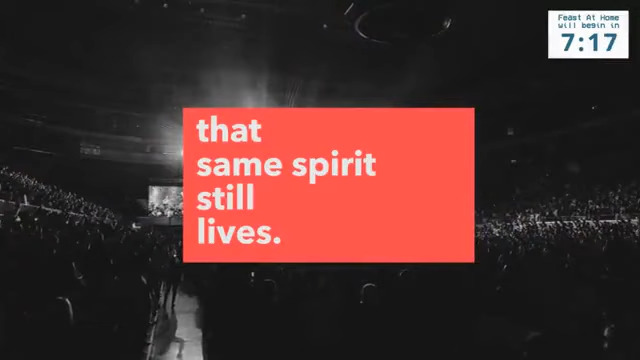 Feast At Home
will begin in
7:17
that
same spirit
still
lives.